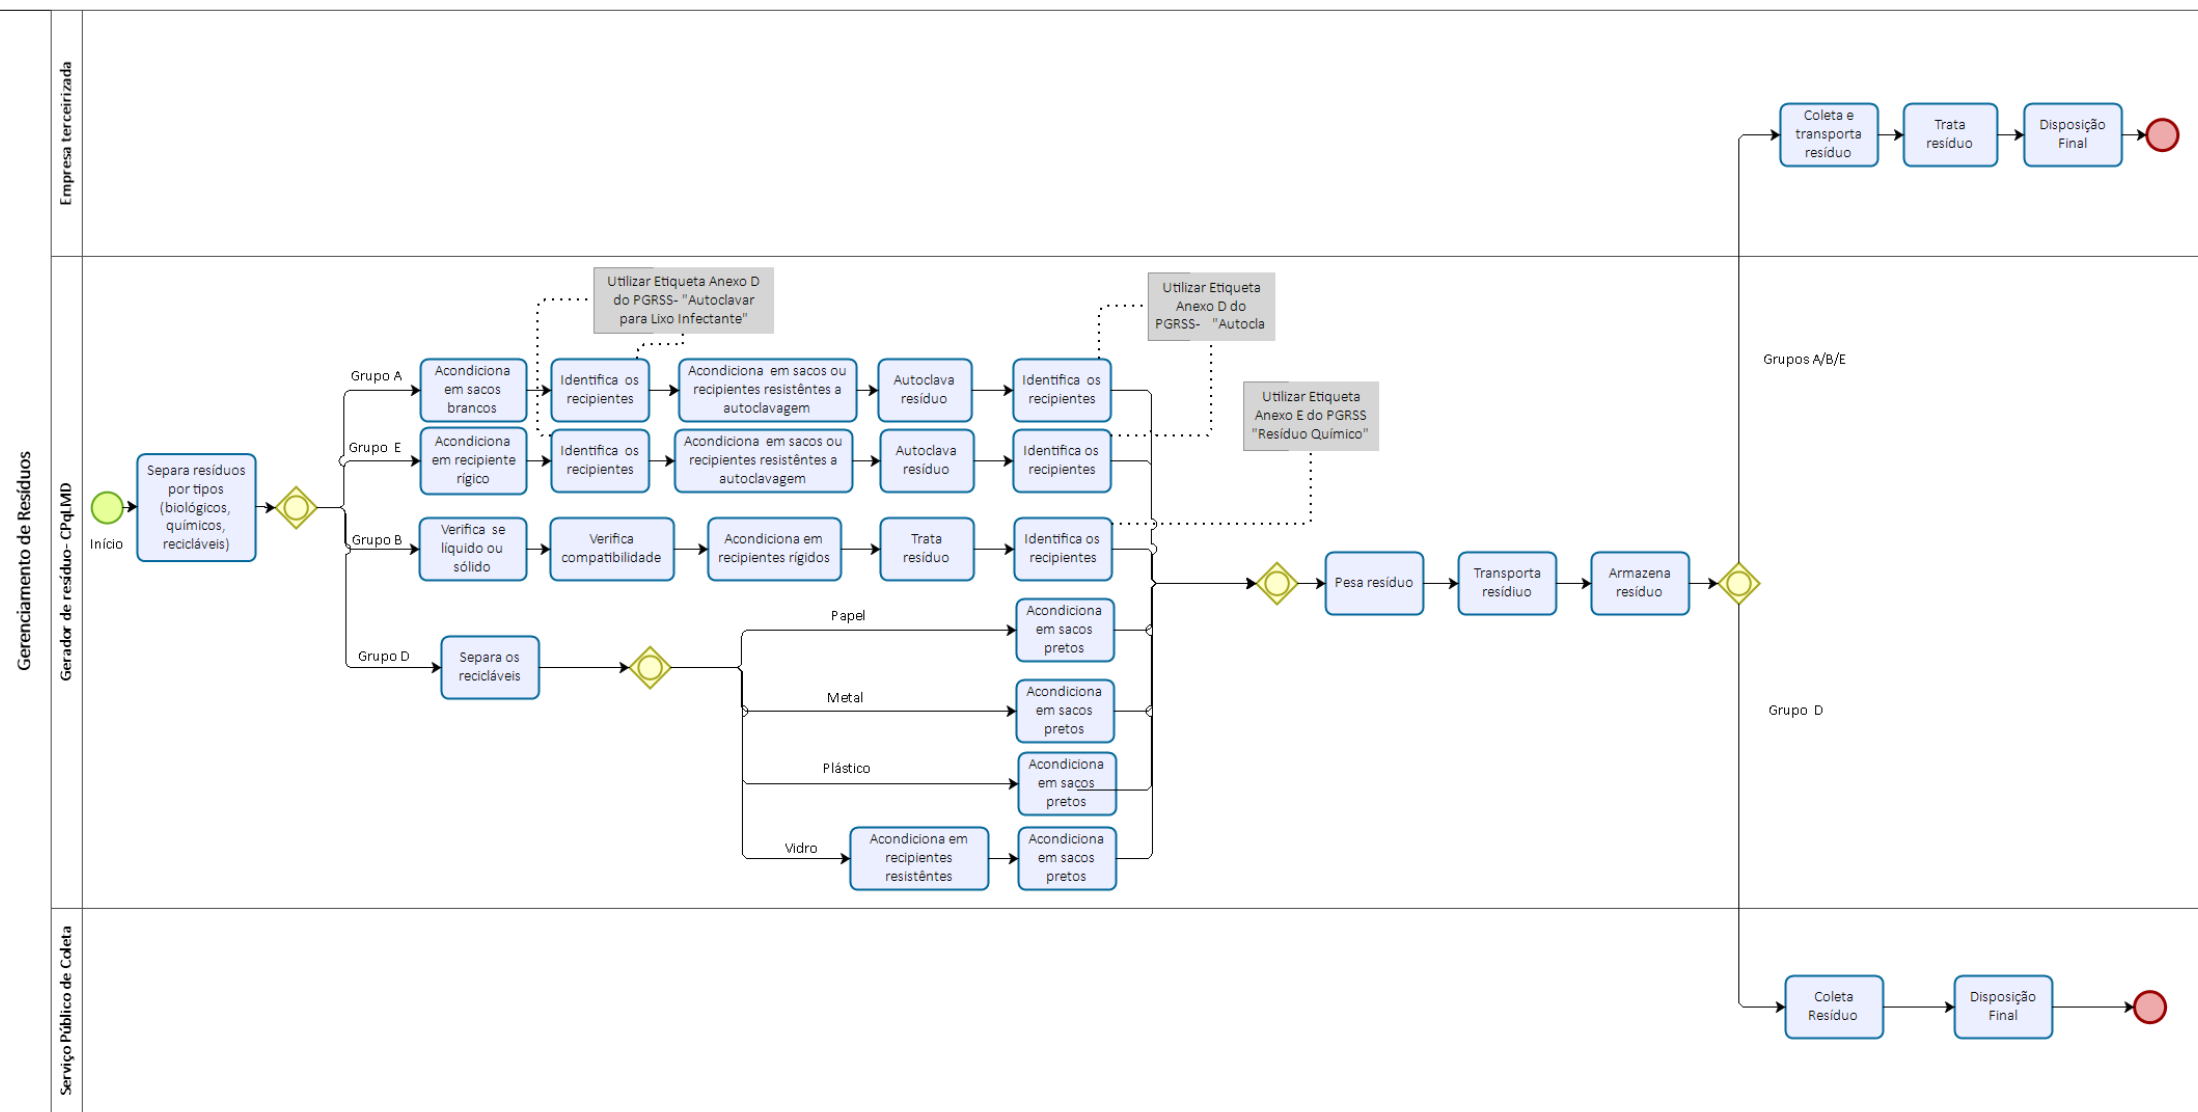 Gerenciamento de Resíduos
Empresa terceirizada
Coleta e
transporta
resíduo
Trata
resíduo
Disposição
Final
Gerador de resíduo- CPqLMD
Início
Separa resíduos
por tipos
(biológicos,
químicos,
recicláveis)
Utilizar Etiqueta Anexo D
do PGRSS- "Autoclavar
para Lixo Infectante"
Utilizar Etiqueta
Anexo D do
PGRSS- "Autocla
Utilizar Etiqueta
Anexo E do PGRSS
"Resíduo Químico"
Grupo A
Acondiciona
em sacos
brancos
Identifica os
recipientes
Acondiciona em sacos ou
recipientes resistêntes a
autoclavagem
Autoclava
resíduo
Identifica os
recipientes
Grupo E
Acondiciona
em recipiente
rígico
Identifica os
recipientes
Acondiciona em sacos ou
recipientes resistêntes a
autoclavagem
Autoclava
resíduo
Identifica os
recipientes
Grupo B
Verifica se
líquido ou
sólido
Verifica
compatibilidade
Acondiciona em
recipientes rígidos
Trata
resíduo
Identifica os
recipientes
Grupo D
Separa os
recicláveis
Papel
Acondiciona
em sacos
pretos
Metal
Acondiciona
em sacos
pretos
Plástico
Acondiciona
em sacos
pretos
Vidro
Acondiciona em
recipientes
resistêntes
Acondiciona
em sacos
pretos
Pesa resíduo
Transporta
resídiuo
Armazena
resíduo
Grupos A/B/E
Grupo D
Serviço Público de Coleta
Coleta
Resíduo
Disposição
Final